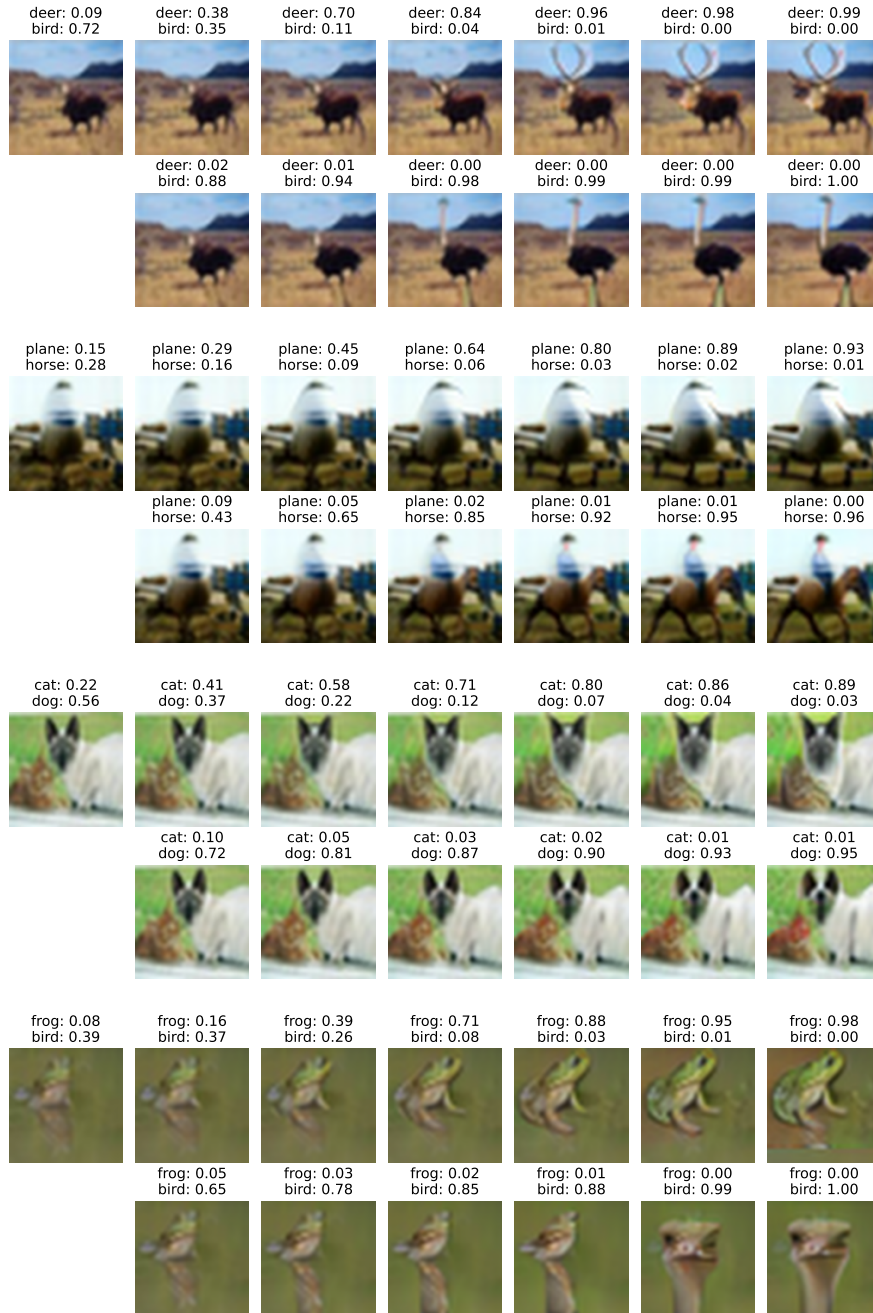 deer: 0.09
bird: 0.72
deer: 0.38
bird: 0.35
deer: 0.70
bird: 0.11
deer: 0.84
bird: 0.04
deer: 0.96
bird: 0.01
deer: 0.98
bird: 0.00
deer: 0.99
bird: 0.00
deer: 0.02
bird: 0.88
deer: 0.01
bird: 0.94
deer: 0.00
bird: 0.98
deer: 0.00
bird: 0.99
deer: 0.00
bird: 0.99
deer: 0.00
bird: 1.00
plane: 0.15
horse: 0.28
plane: 0.29
horse: 0.16
plane: 0.45
horse: 0.09
plane: 0.64
horse: 0.06
plane: 0.80
horse: 0.03
plane: 0.89
horse: 0.02
plane: 0.93
horse: 0.01
plane: 0.09
horse: 0.43
plane: 0.05
horse: 0.65
plane: 0.02
horse: 0.85
plane: 0.01
horse: 0.92
plane: 0.01
horse: 0.95
plane: 0.00
horse: 0.96
cat: 0.22
dog: 0.56
cat: 0.41
dog: 0.37
cat: 0.58
dog: 0.22
cat: 0.71
dog: 0.12
cat: 0.80
dog: 0.07
cat: 0.86
dog: 0.04
cat: 0.89
dog: 0.03
cat: 0.10
dog: 0.72
cat: 0.05
dog: 0.81
cat: 0.03
dog: 0.87
cat: 0.02
dog: 0.90
cat: 0.01
dog: 0.93
cat: 0.01
dog: 0.95
frog: 0.08
bird: 0.39
frog: 0.16
bird: 0.37
frog: 0.39
bird: 0.26
frog: 0.71
bird: 0.08
frog: 0.88
bird: 0.03
frog: 0.95
bird: 0.01
frog: 0.98
bird: 0.00
frog: 0.05
bird: 0.65
frog: 0.03
bird: 0.78
frog: 0.02
bird: 0.85
frog: 0.01
bird: 0.88
frog: 0.00
bird: 0.99
frog: 0.00
bird: 1.00